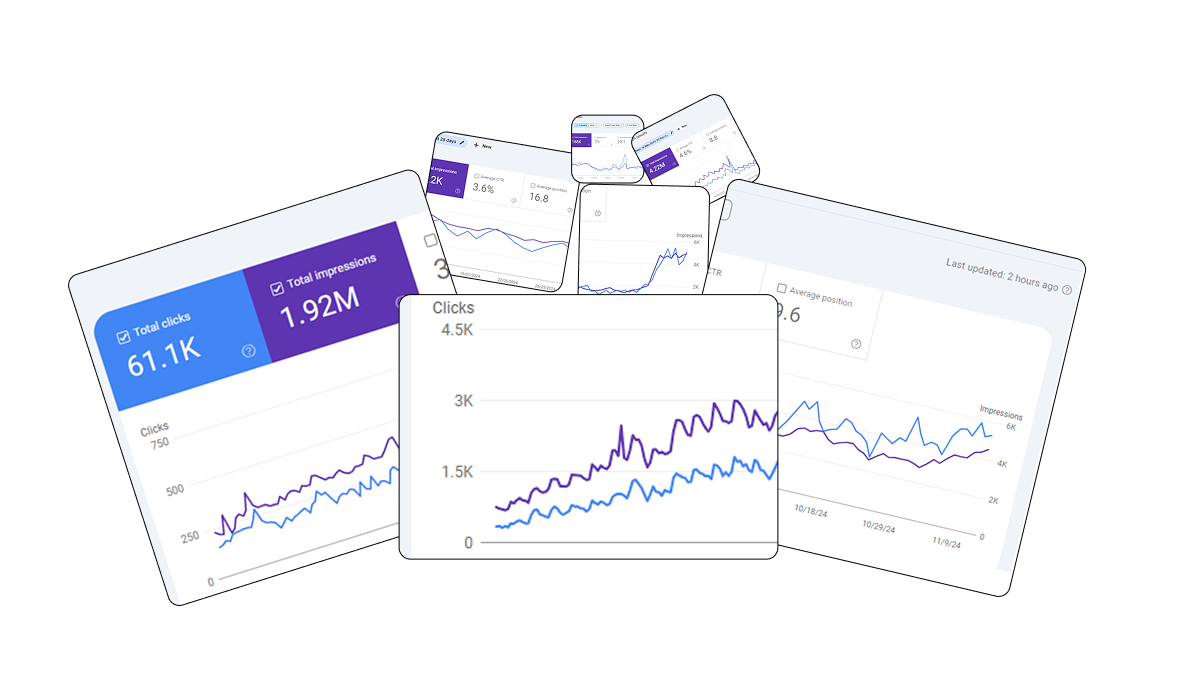 Total clicks
61.1K
Total impressions
1.92M
3
Clicks
750
500
250
0
28 days
New
impressions
2K
Average CTR
3.6%
Average position
16.8
Impressions
6K
4K
2K
4.22M
4.6%
8.8
Clicks
4.5K
3K
1.5K
0
Last updated: 2 hours ago
CTR
Average position
9.6
Impressions
6K
4K
2K
0
10/18/24
10/29/24
11/9/24